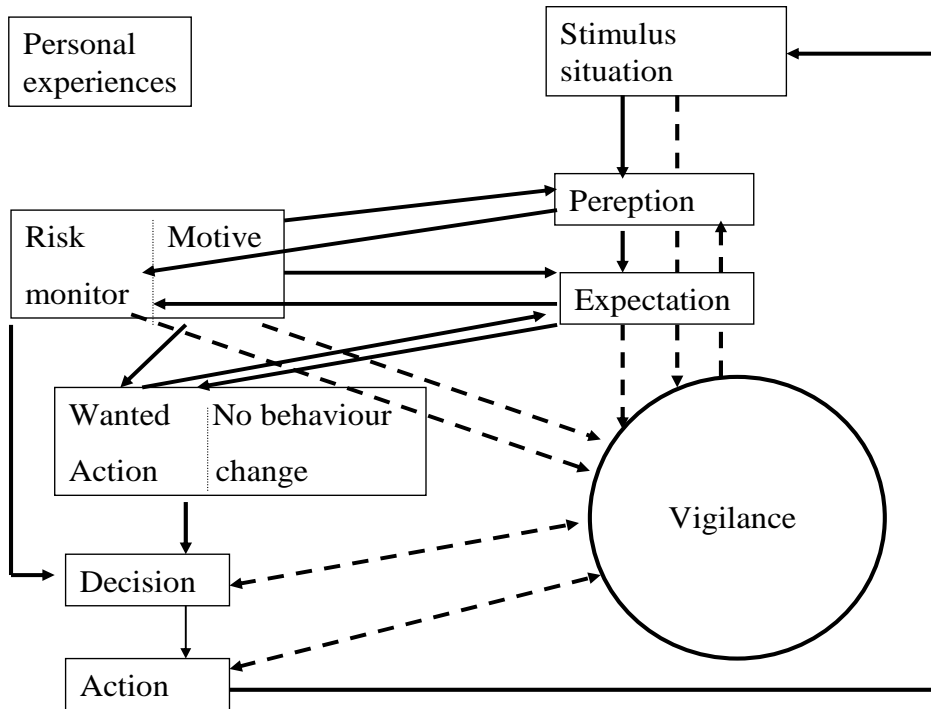 Personal
experiences
Stimulus
situation
Pereption
Risk
monitor
Motive
Expectation
Wanted
Action
No behaviour
change
Vigilance
Decision
Action